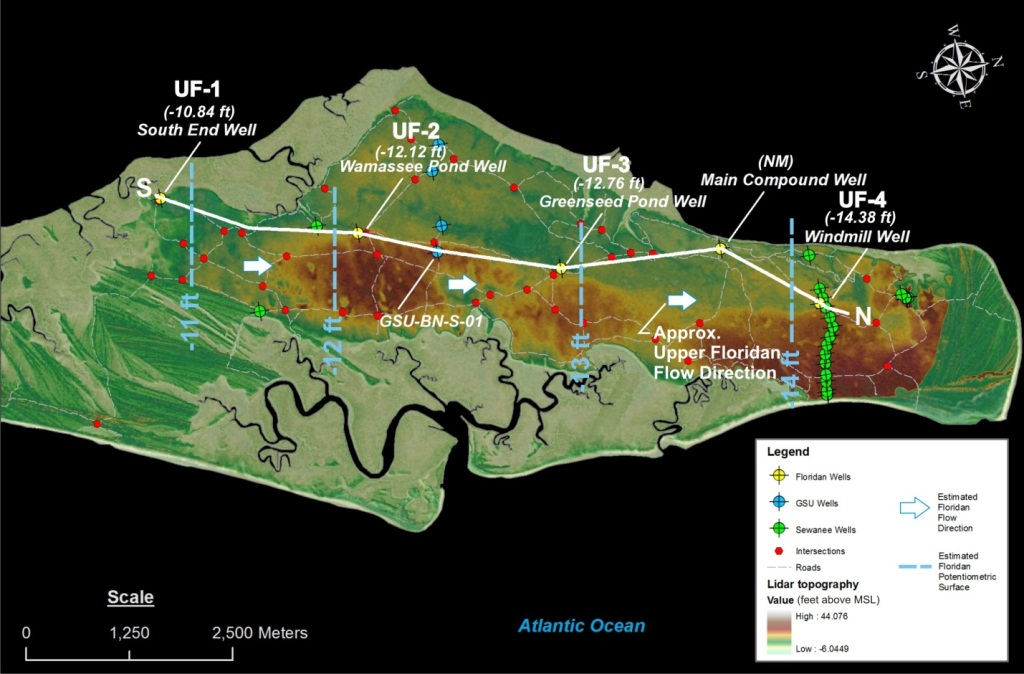 W
N
S
E
UF-1
(-10.84 ft)
South End Well
UF-2
(-12.12 ft)
Wamassee Pond Well
UF-3
(-12.76 ft)
Greenseed Pond Well
(NM)
Main Compound Well
UF-4
(-14.38 ft)
Windmill Well
S
N
-11 ft
-12 ft
-13 ft
-14 ft
GSU-BN-S-01
Approx.
Upper Floridan
Flow Direction
Scale
0 1,250 2,500 Meters
Atlantic Ocean
Legend
Floridan Wells
GSU Wells
Sewanee Wells
Intersections
Roads
Estimated
Floridan
Flow
Direction
Estimated
Floridan
Potentiometric
Surface
Lidar topography
Value (feet above MSL)
High : 44.076
Low : -6.0449